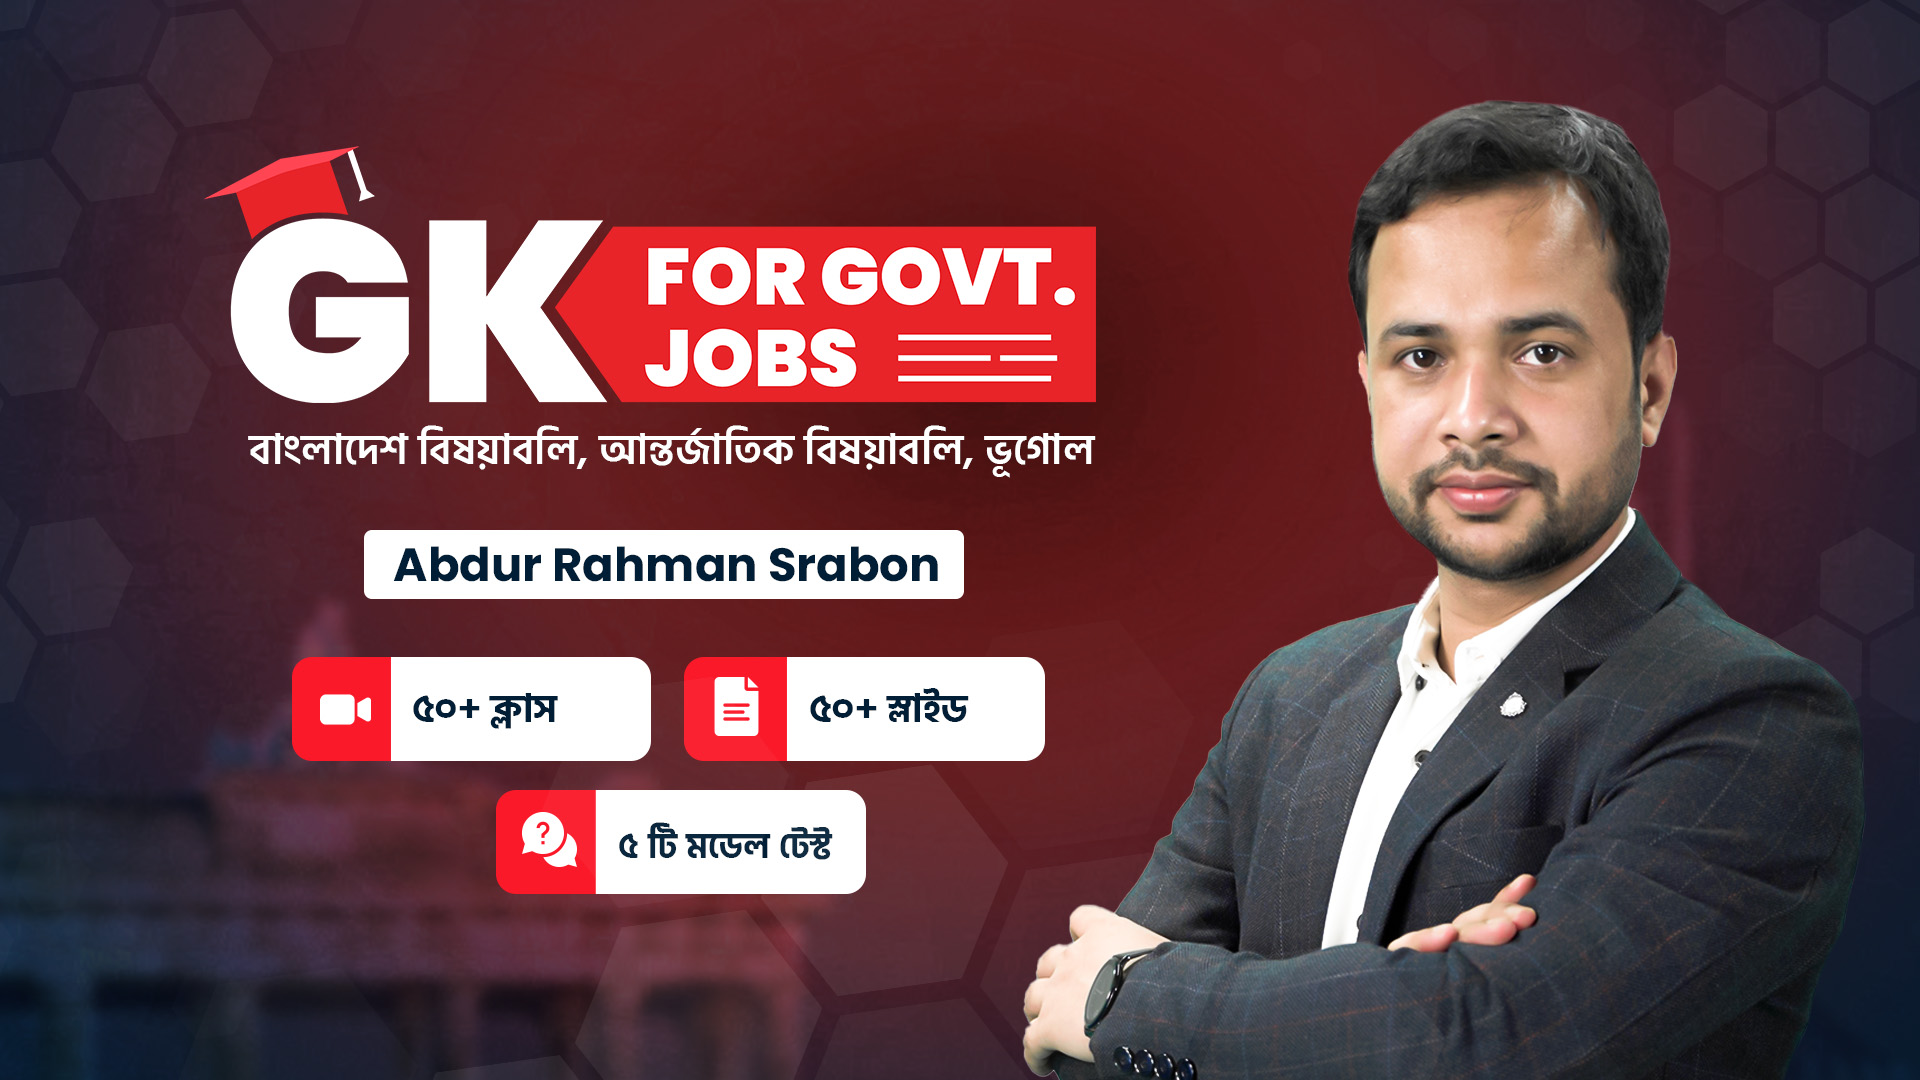 GK FOR GOVT.
JOBS
বাংলাদেশ বিষয়াবলি, আন্তর্জাতিক বিষয়াবলি, ভূগোল
Abdur Rahman Srabon
৫০+ ক্লাস
৫০+ স্লাইড
?
৫ টি মডেল টেস্ট